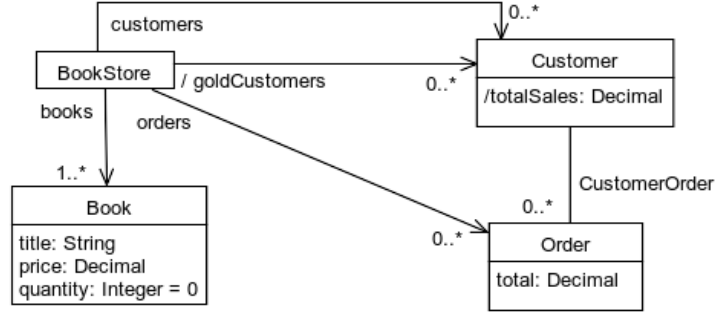 customers
0..*
BookStore
/ goldCustomers
0..*
Customer
/totalSales: Decimal
books
orders
1..*
CustomerOrder
0..*
0..*
Book
title: String
price: Decimal
quantity: Integer = 0
Order
total: Decimal